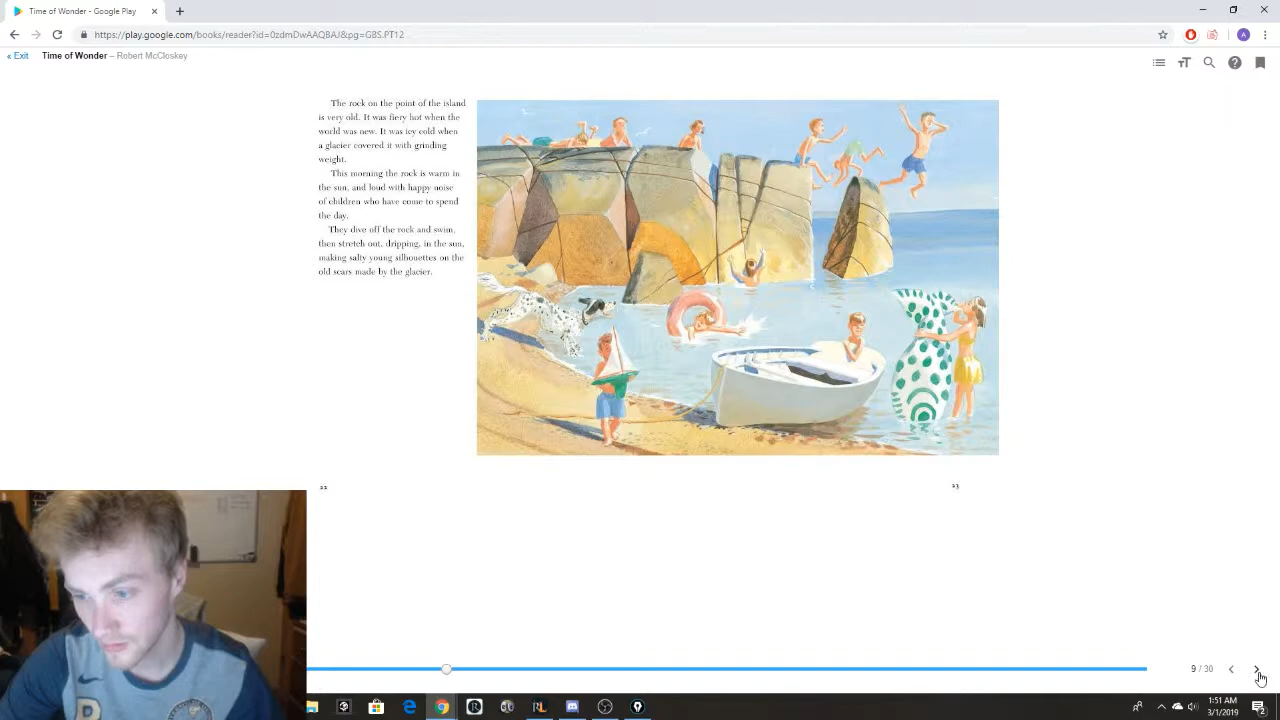 Time of Wonder - Google Play
https://play.google.com/books/reader?id=0zdmDwAAQBAJ&pg=GBS.PT12
« Exit Time of Wonder – Robert McCloskey
The rock on the point of the island
is very old. It was fiery hot when the
world was new. It was icy cold when
a glacier covered it with grinding
weight.
This morning the rock is warm in
the sun, and loud with happy noise
of children who have come to spend
the day.
They dive off the rock and swim,
then stretch out, dripping, in the sun,
making salty young silhouettes on the
old scars made by the glacier.
22
23
9 / 30
1:51 AM
3/1/2019